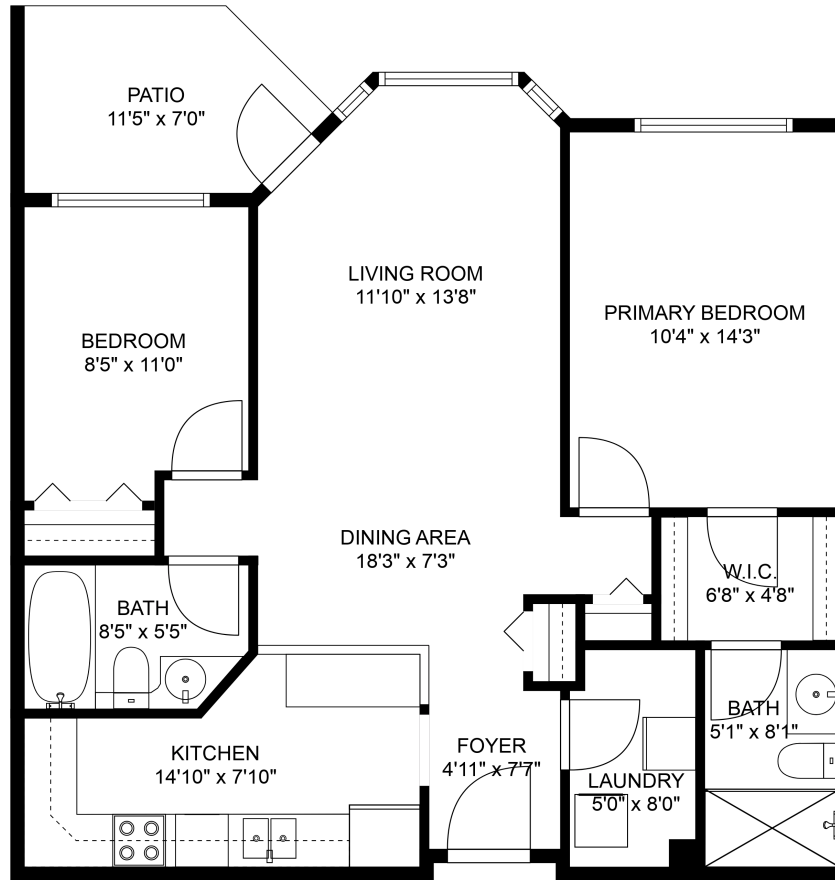 PATIO
11'5" x 7'0"
LIVING ROOM
11'10" x 13'8"
PRIMARY BEDROOM
10'4" x 14'3"
BEDROOM
8'5" x 11'0"
DINING AREA
18'3" x 7'3"
W.I.C.
6'8" x 4'8"
BATH
8'5" x 5'5"
BATH
5'1" x 8'1"
KITCHEN
14'10" x 7'10"
FOYER
4'11" x 7'7"
LAUNDRY
5'0" x 8'0"